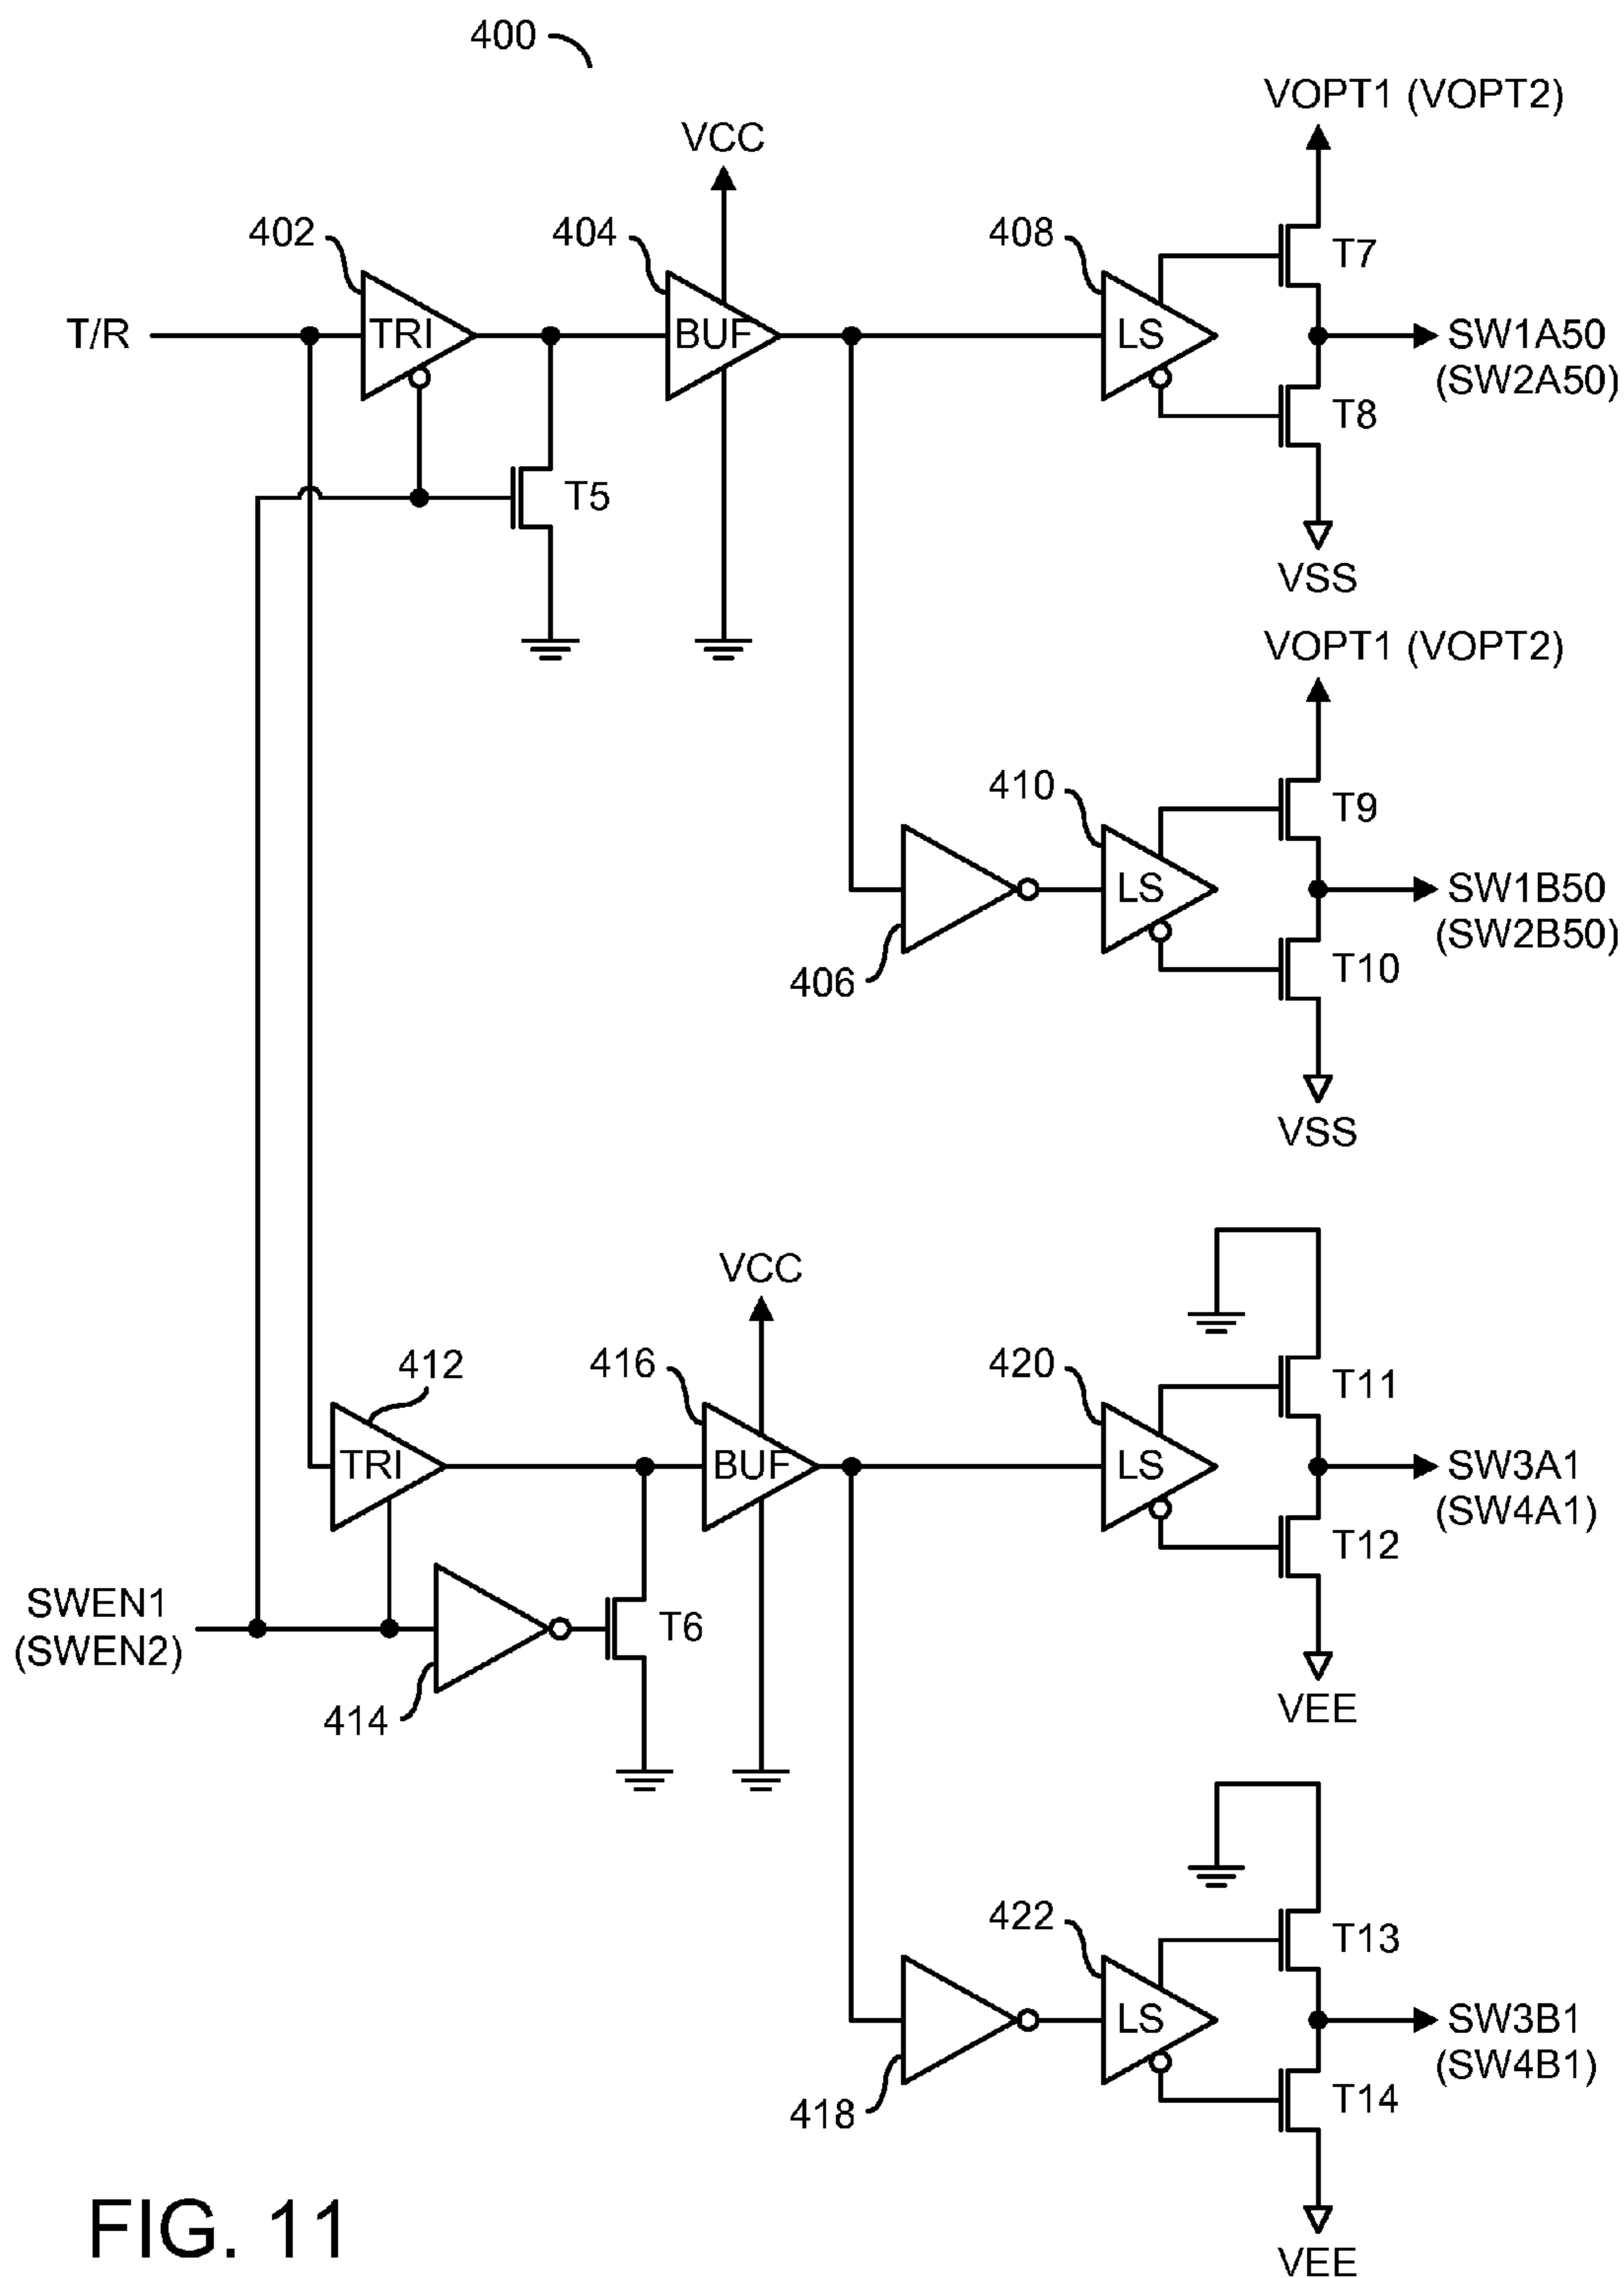 400
VOPT1 (VOPT2)
VCC
402
404
408
T7
T/R
TRI
BUF
LS
SW1A50
(SW2A50)
T8
T5
VSS
VOPT1 (VOPT2)
410
T9
LS
SW1B50
(SW2B50)
406
T10
VSS
VCC
412
416
420
T11
TRI
BUF
LS
SW3A1
(SW4A1)
T12
SWEN1
(SWEN2)
T6
414
VEE
422
T13
LS
SW3B1
(SW4B1)
418
T14
FIG. 11
VEE